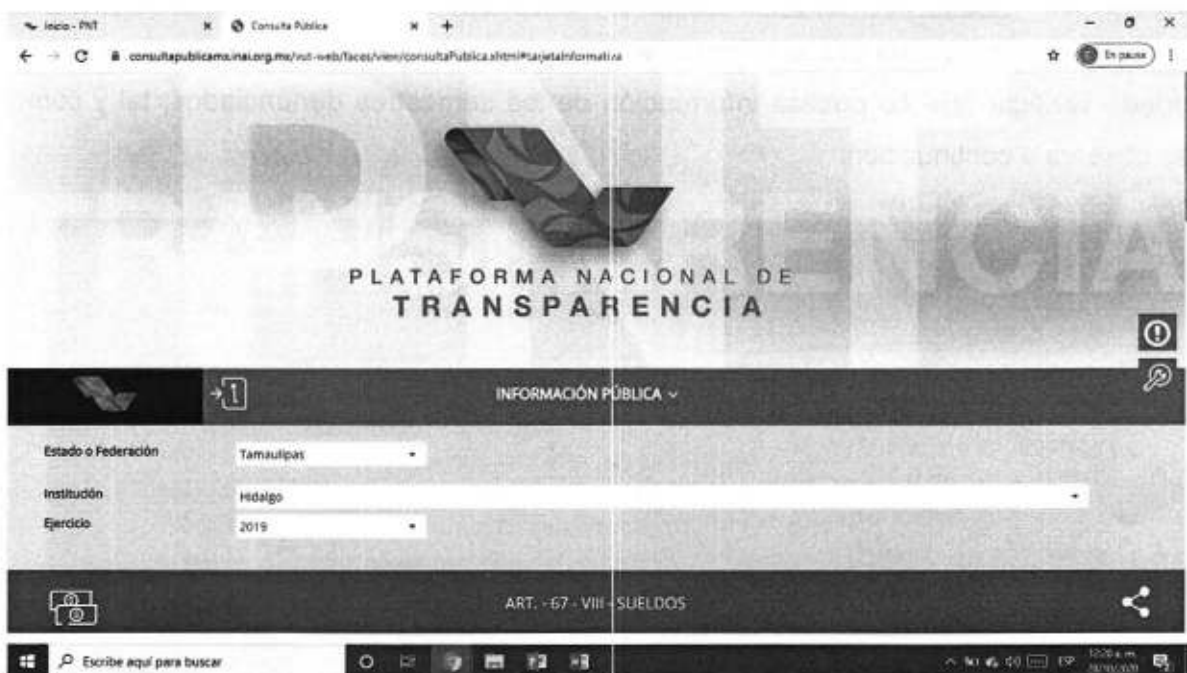 Inicio - PNT
Consulta Pública
consultapublicamx.inai.org.mx/vut-web/faces/view/consultaPublica.xhtml#tarjetaInformativa
En pausa
PLATAFORMA NACIONAL DE
TRANSPARENCIA
INFORMACIÓN PÚBLICA
Estado o Federación
Tamaulipas
Institución
Hidalgo
Ejercicio
2019
ART. - 67 - VIII - SUELDOS
Escribe aquí para buscar
ESP
12:20 a. m.